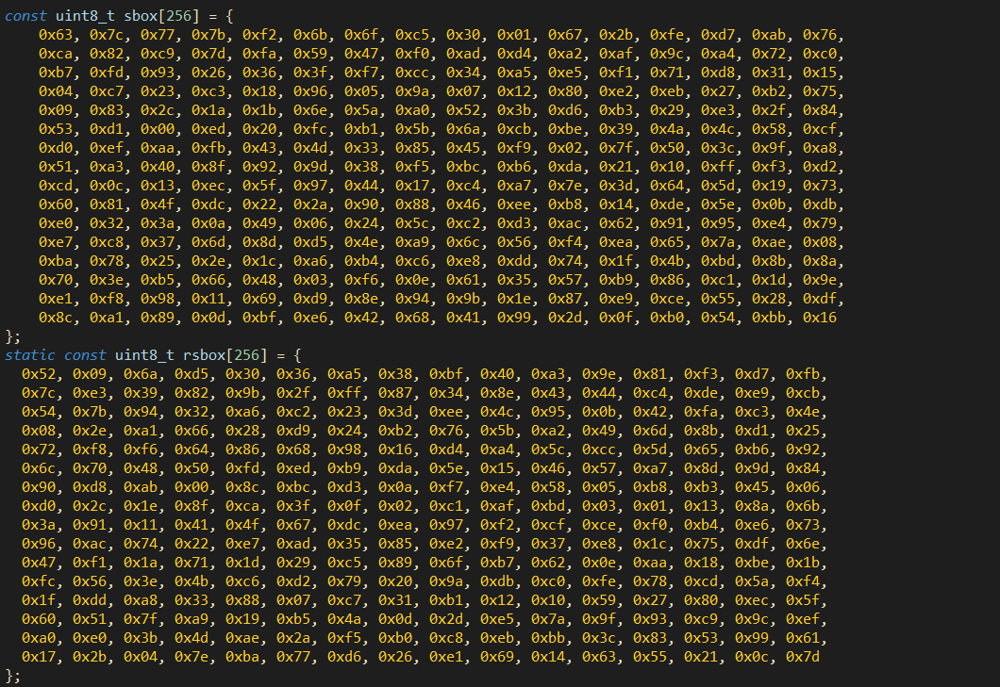 const uint8_t sbox[256] = {
    0x63, 0x7c, 0x77, 0x7b, 0xf2, 0x6b, 0x6f, 0xc5, 0x30, 0x01, 0x67, 0x2b, 0xfe, 0xd7, 0xab, 0x76,
    0xca, 0x82, 0xc9, 0x7d, 0xfa, 0x59, 0x47, 0xf0, 0xad, 0xd4, 0xa2, 0xaf, 0x9c, 0xa4, 0x72, 0xc0,
    0xb7, 0xfd, 0x93, 0x26, 0x36, 0x3f, 0xf7, 0xcc, 0x34, 0xa5, 0xe5, 0xf1, 0x71, 0xd8, 0x31, 0x15,
    0x04, 0xc7, 0x23, 0xc3, 0x18, 0x96, 0x05, 0x9a, 0x07, 0x12, 0x80, 0xe2, 0xeb, 0x27, 0xb2, 0x75,
    0x09, 0x83, 0x2c, 0x1a, 0x1b, 0x6e, 0x5a, 0xa0, 0x52, 0x3b, 0xd6, 0xb3, 0x29, 0xe3, 0x2f, 0x84,
    0x53, 0xd1, 0x00, 0xed, 0x20, 0xfc, 0xb1, 0x5b, 0x6a, 0xcb, 0xbe, 0x39, 0x4a, 0x4c, 0x58, 0xcf,
    0xd0, 0xef, 0xaa, 0xfb, 0x43, 0x4d, 0x33, 0x85, 0x45, 0xf9, 0x02, 0x7f, 0x50, 0x3c, 0x9f, 0xa8,
    0x51, 0xa3, 0x40, 0x8f, 0x92, 0x9d, 0x38, 0xf5, 0xbc, 0xb6, 0xda, 0x21, 0x10, 0xff, 0xf3, 0xd2,
    0xcd, 0x0c, 0x13, 0xec, 0x5f, 0x97, 0x44, 0x17, 0xc4, 0xa7, 0x7e, 0x3d, 0x64, 0x5d, 0x19, 0x73,
    0x60, 0x81, 0x4f, 0xdc, 0x22, 0x2a, 0x90, 0x88, 0x46, 0xee, 0xb8, 0x14, 0xde, 0x5e, 0x0b, 0xdb,
    0xe0, 0x32, 0x3a, 0x0a, 0x49, 0x06, 0x24, 0x5c, 0xc2, 0xd3, 0xac, 0x62, 0x91, 0x95, 0xe4, 0x79,
    0xe7, 0xc8, 0x37, 0x6d, 0x8d, 0xd5, 0x4e, 0xa9, 0x6c, 0x56, 0xf4, 0xea, 0x65, 0x7a, 0xae, 0x08,
    0xba, 0x78, 0x25, 0x2e, 0x1c, 0xa6, 0xb4, 0xc6, 0xe8, 0xdd, 0x74, 0x1f, 0x4b, 0xbd, 0x8b, 0x8a,
    0x70, 0x3e, 0xb5, 0x66, 0x48, 0x03, 0xf6, 0x0e, 0x61, 0x35, 0x57, 0xb9, 0x86, 0xc1, 0x1d, 0x9e,
    0xe1, 0xf8, 0x98, 0x11, 0x69, 0xd9, 0x8e, 0x94, 0x9b, 0x1e, 0x87, 0xe9, 0xce, 0x55, 0x28, 0xdf,
    0x8c, 0xa1, 0x89, 0x0d, 0xbf, 0xe6, 0x42, 0x68, 0x41, 0x99, 0x2d, 0x0f, 0xb0, 0x54, 0xbb, 0x16
};
static const uint8_t rsbox[256] = {
  0x52, 0x09, 0x6a, 0xd5, 0x30, 0x36, 0xa5, 0x38, 0xbf, 0x40, 0xa3, 0x9e, 0x81, 0xf3, 0xd7, 0xfb,
  0x7c, 0xe3, 0x39, 0x82, 0x9b, 0x2f, 0xff, 0x87, 0x34, 0x8e, 0x43, 0x44, 0xc4, 0xde, 0xe9, 0xcb,
  0x54, 0x7b, 0x94, 0x32, 0xa6, 0xc2, 0x23, 0x3d, 0xee, 0x4c, 0x95, 0x0b, 0x42, 0xfa, 0xc3, 0x4e,
  0x08, 0x2e, 0xa1, 0x66, 0x28, 0xd9, 0x24, 0xb2, 0x76, 0x5b, 0xa2, 0x49, 0x6d, 0x8b, 0xd1, 0x25,
  0x72, 0xf8, 0xf6, 0x64, 0x86, 0x68, 0x98, 0x16, 0xd4, 0xa4, 0x5c, 0xcc, 0x5d, 0x65, 0xb6, 0x92,
  0x6c, 0x70, 0x48, 0x50, 0xfd, 0xed, 0xb9, 0xda, 0x5e, 0x15, 0x46, 0x57, 0xa7, 0x8d, 0x9d, 0x84,
  0x90, 0xd8, 0xab, 0x00, 0x8c, 0xbc, 0xd3, 0x0a, 0xf7, 0xe4, 0x58, 0x05, 0xb8, 0xb3, 0x45, 0x06,
  0xd0, 0x2c, 0x1e, 0x8f, 0xca, 0x3f, 0x0f, 0x02, 0xc1, 0xaf, 0xbd, 0x03, 0x01, 0x13, 0x8a, 0x6b,
  0x3a, 0x91, 0x11, 0x41, 0x4f, 0x67, 0xdc, 0xea, 0x97, 0xf2, 0xcf, 0xce, 0xf0, 0xb4, 0xe6, 0x73,
  0x96, 0xac, 0x74, 0x22, 0xe7, 0xad, 0x35, 0x85, 0xe2, 0xf9, 0x37, 0xe8, 0x1c, 0x75, 0xdf, 0x6e,
  0x47, 0xf1, 0x1a, 0x71, 0x1d, 0x29, 0xc5, 0x89, 0x6f, 0xb7, 0x62, 0x0e, 0xaa, 0x18, 0xbe, 0x1b,
  0xfc, 0x56, 0x3e, 0x4b, 0xc6, 0xd2, 0x79, 0x20, 0x9a, 0xdb, 0xc0, 0xfe, 0x78, 0xcd, 0x5a, 0xf4,
  0x1f, 0xdd, 0xa8, 0x33, 0x88, 0x07, 0xc7, 0x31, 0xb1, 0x12, 0x10, 0x59, 0x27, 0x80, 0xec, 0x5f,
  0x60, 0x51, 0x7f, 0xa9, 0x19, 0xb5, 0x4a, 0x0d, 0x2d, 0xe5, 0x7a, 0x9f, 0x93, 0xc9, 0x9c, 0xef,
  0xa0, 0xe0, 0x3b, 0x4d, 0xae, 0x2a, 0xf5, 0xb0, 0xc8, 0xeb, 0xbb, 0x3c, 0x83, 0x53, 0x99, 0x61,
  0x17, 0x2b, 0x04, 0x7e, 0xba, 0x77, 0xd6, 0x26, 0xe1, 0x69, 0x14, 0x63, 0x55, 0x21, 0x0c, 0x7d
};